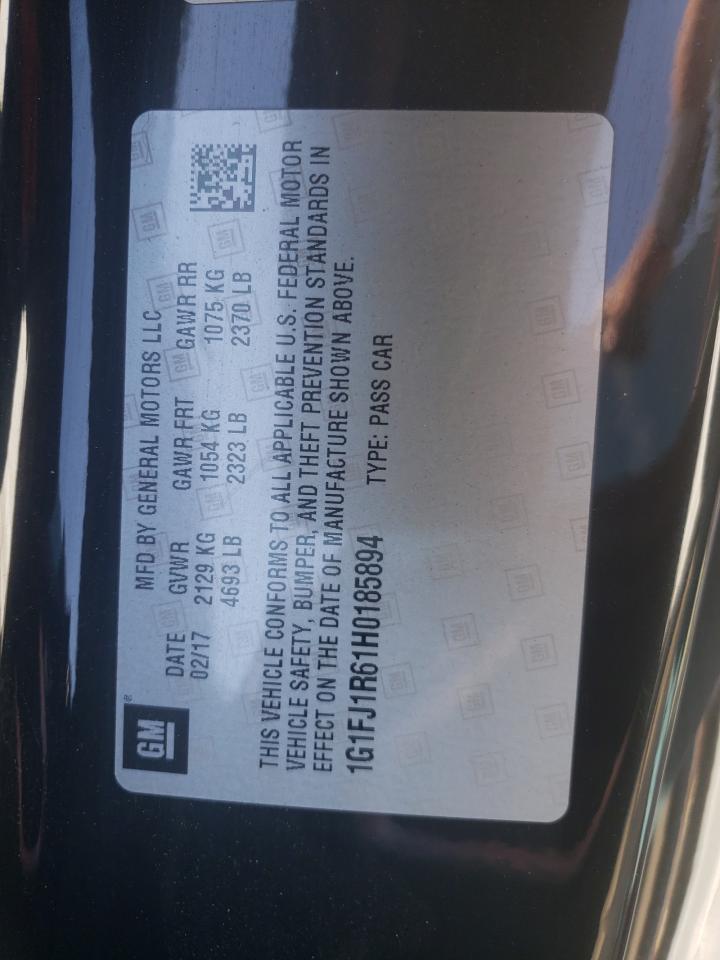 GM®
MFD BY GENERAL MOTORS LLC
DATE GVWR GAWR FRT GAWR RR
02/17 2129 KG 1054 KG 1075 KG
4693 LB 2323 LB 2370 LB
THIS VEHICLE CONFORMS TO ALL APPLICABLE U.S. FEDERAL MOTOR
VEHICLE SAFETY, BUMPER, AND THEFT PREVENTION STANDARDS IN
EFFECT ON THE DATE OF MANUFACTURE SHOWN ABOVE.
1G1FJ1R61H0185894 TYPE: PASS CAR